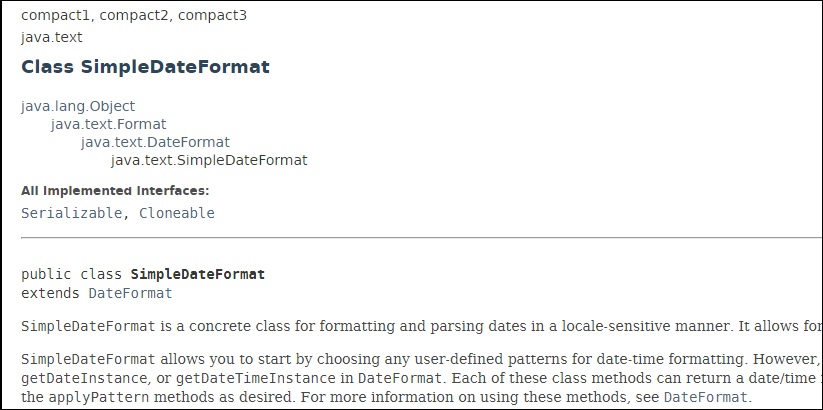 compact1, compact2, compact3
java.text
Class SimpleDateFormat
java.lang.Object
java.text.Format
java.text.DateFormat
java.text.SimpleDateFormat
All Implemented Interfaces:
Serializable, Cloneable
public class SimpleDateFormat
extends DateFormat
SimpleDateFormat is a concrete class for formatting and parsing dates in a locale-sensitive manner. It allows for
SimpleDateFormat allows you to start by choosing any user-defined patterns for date-time formatting. However,
getDateInstance, or getDateTimeInstance in DateFormat. Each of these class methods can return a date/time
the applyPattern methods as desired. For more information on using these methods, see DateFormat.